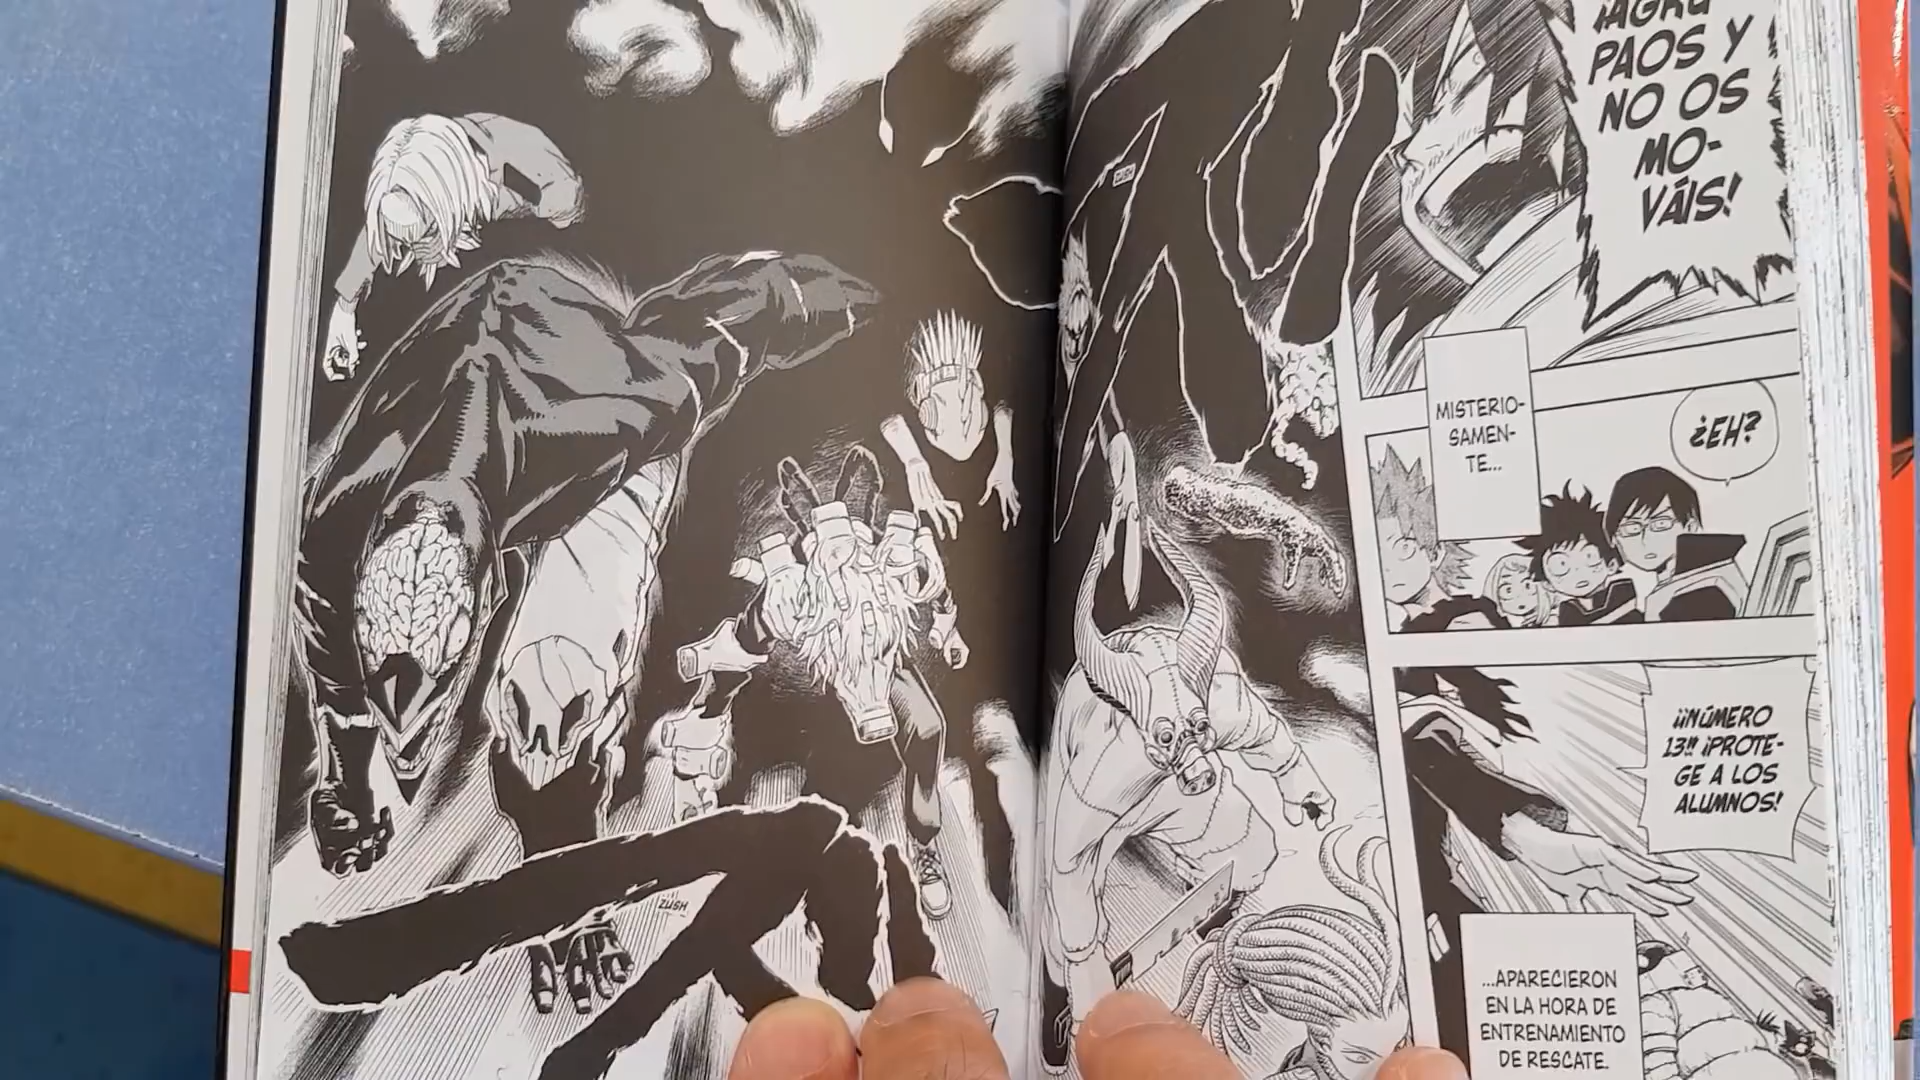 ¡AGRU
PAOS Y
NO OS
MO-
VÁIS!
MISTERIO-
SAMEN-
TE...
¿EH?
¡¡NÚMERO
13!! ¡PROTE-
GE A LOS
ALUMNOS!
...APARECIERON
EN LA HORA DE
ENTRENAMIENTO
DE RESCATE.
ZUSH